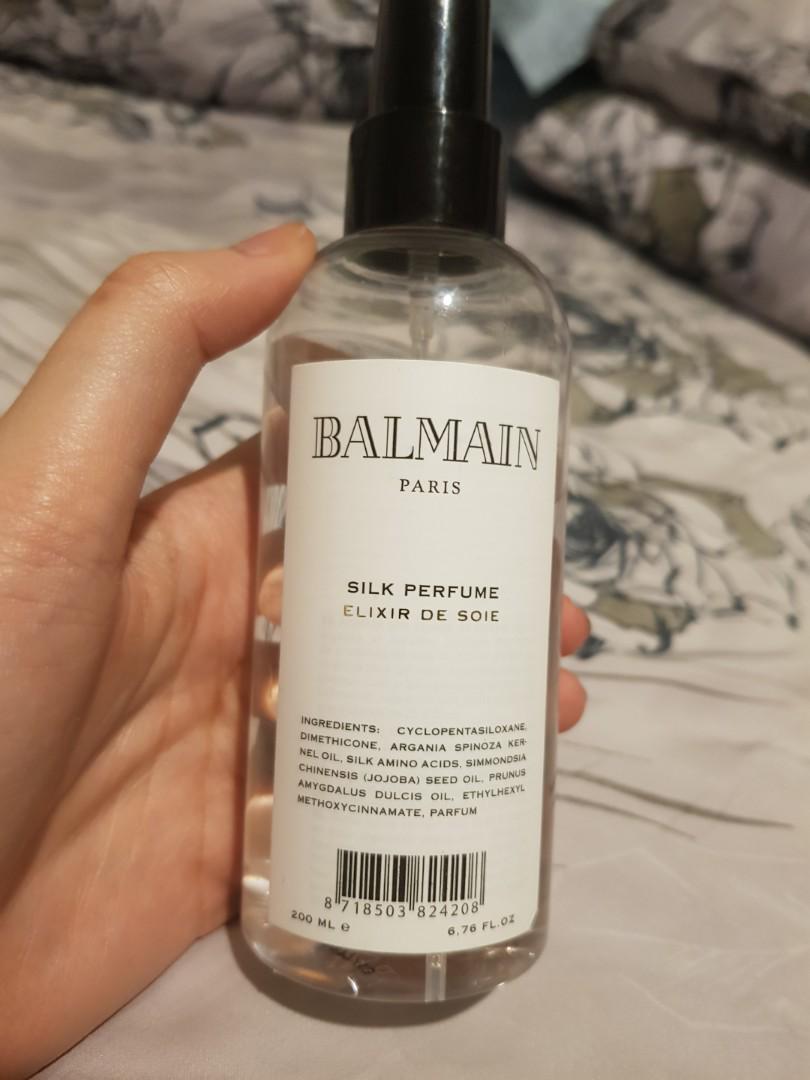 BALMAIN
PARIS
SILK PERFUME
ELIXIR DE SOIE
INGREDIENTS: CYCLOPENTASILOXANE,
DIMETHICONE, ARGANIA SPINOZA KER-
NEL OIL, SILK AMINO ACIDS, SIMMONDSIA
CHINENSIS (JOJOBA) SEED OIL, PRUNUS
AMYGDALUS DULCIS OIL, ETHYLHEXYL
METHOXYCINNAMATE, PARFUM
8 718503 824208
200 ML ℮ 6,76 FL.OZ